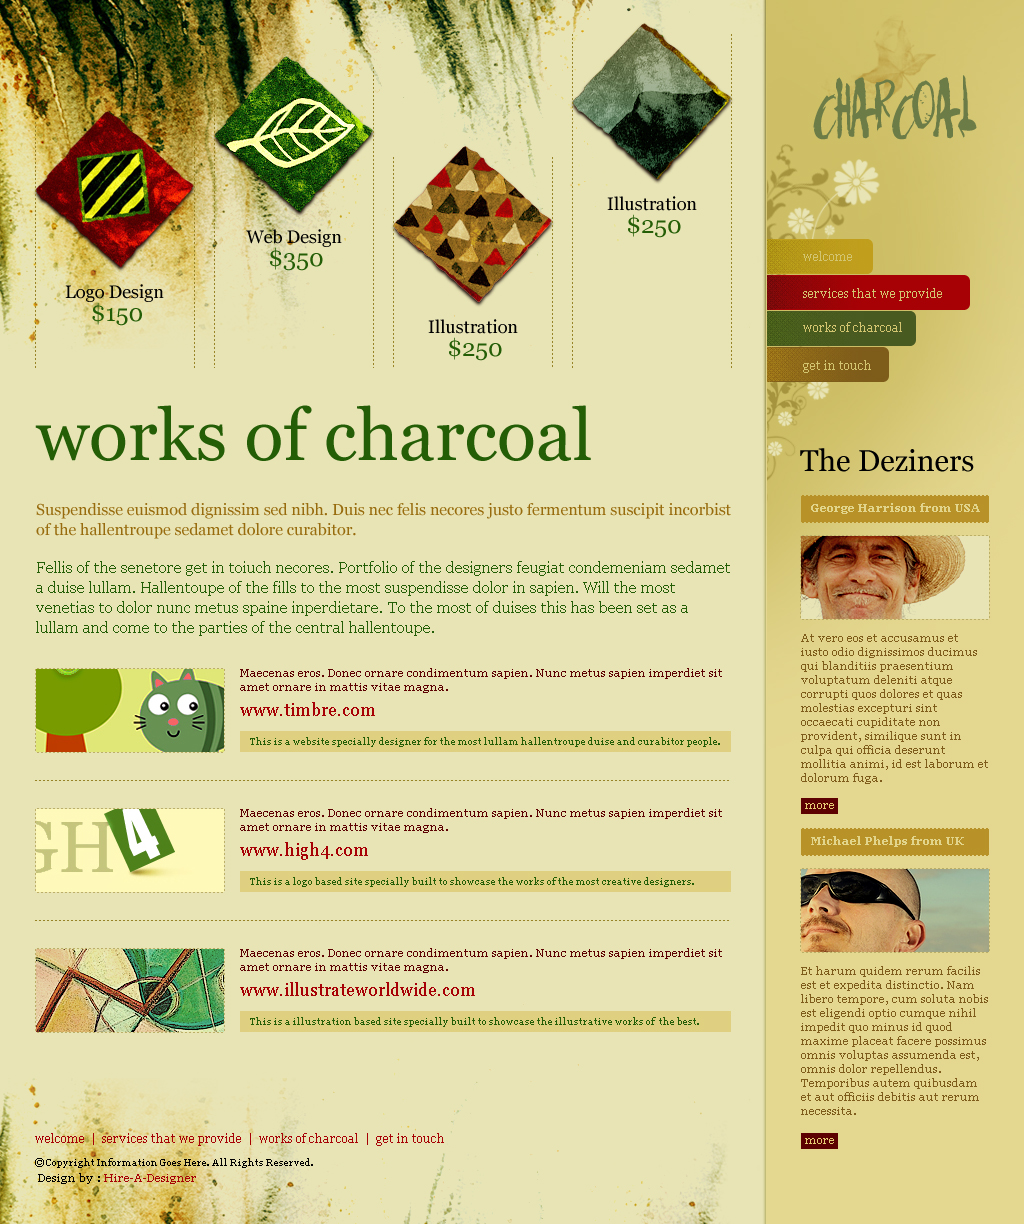 Logo Design
$150
Web Design
$350
Illustration
$250
Illustration
$250
CHARCOAL
welcome
services that we provide
works of charcoal
get in touch
works of charcoal
Suspendisse euismod dignissim sed nibh. Duis nec felis necores justo fermentum suscipit incorbist
of the hallentroupe sedamet dolore curabitor.
Fellis of the senetore get in toiuch necores. Portfolio of the designers feugiat condemeniam sedamet
a duise lullam. Hallentoupe of the fills to the most suspendisse dolor in sapien. Will the most
venetias to dolor nunc metus spaine inperdietare. To the most of duises this has been set as a
lullam and come to the parties of the central hallentoupe.
Maecenas eros. Donec ornare condimentum sapien. Nunc metus sapien imperdiet sit
amet ornare in mattis vitae magna.
www.timbre.com
This is a website specially designer for the most lullam hallentroupe duise and curabitor people.
GH4
Maecenas eros. Donec ornare condimentum sapien. Nunc metus sapien imperdiet sit
amet ornare in mattis vitae magna.
www.high4.com
This is a logo based site specially built to showcase the works of the most creative designers.
Maecenas eros. Donec ornare condimentum sapien. Nunc metus sapien imperdiet sit
amet ornare in mattis vitae magna.
www.illustrateworldwide.com
This is a illustration based site specially built to showcase the illustrative works of the best.
The Deziners
George Harrison from USA
At vero eos et accusamus et
iusto odio dignissimos ducimus
qui blanditiis praesentium
voluptatum deleniti atque
corrupti quos dolores et quas
molestias excepturi sint
occaecati cupiditate non
provident, similique sunt in
culpa qui officia deserunt
mollitia animi, id est laborum et
dolorum fuga.
more
Michael Phelps from UK
Et harum quidem rerum facilis
est et expedita distinctio. Nam
libero tempore, cum soluta nobis
est eligendi optio cumque nihil
impedit quo minus id quod
maxime placeat facere possimus
omnis voluptas assumenda est,
omnis dolor repellendus.
Temporibus autem quibusdam
et aut officiis debitis aut rerum
necessita.
more
welcome | services that we provide | works of charcoal | get in touch
©Copyright Information Goes Here. All Rights Reserved.
Design by : Hire-A-Designer